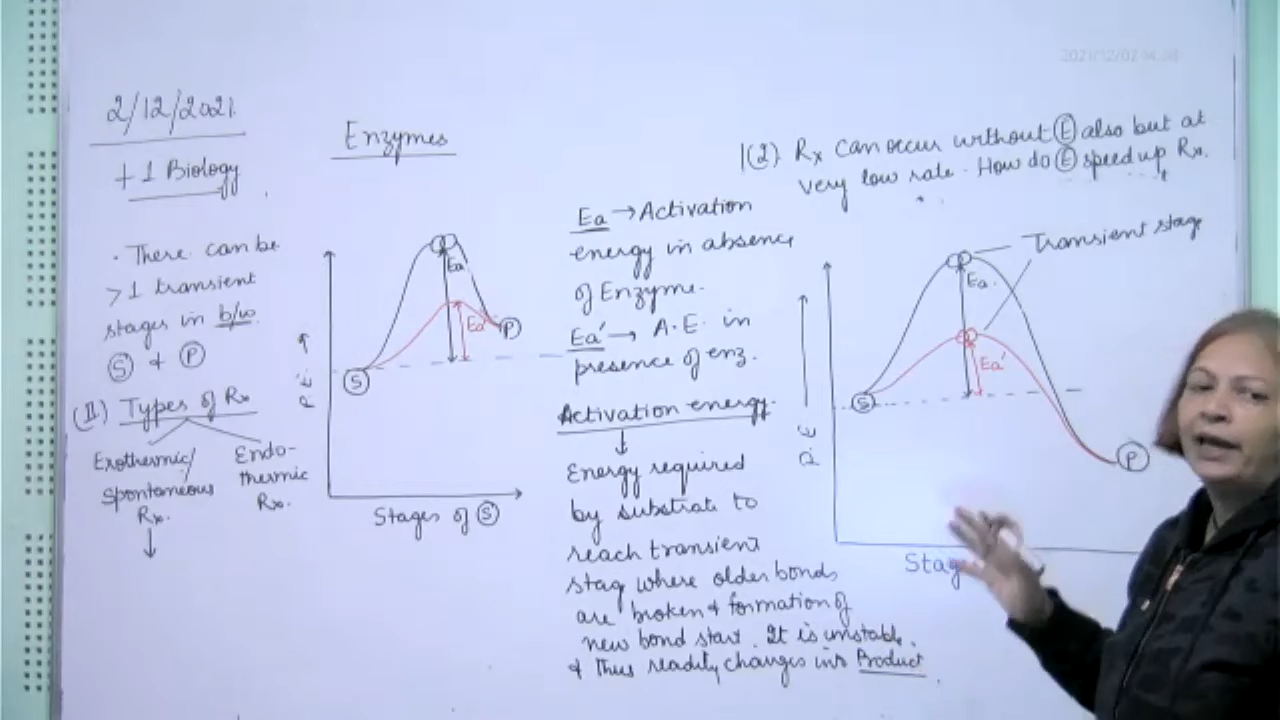 2/12/2021.
+1 Biology
Enzymes
1(2) Rx can occur without Ⓔ also but at
very low rate. How do Ⓔ speed up Rx.
• There can be
>1 transient
stages in b/w
Ⓢ & Ⓟ
(II) Types of Rx
Exothermic/
Spontaneous
Rx.
↓
Endo-
thermic
Rx.
P.E. →
Ea
Ea'
Ⓢ
Ⓟ
Stages of Ⓢ
Ea → Activation
energy in absence
of Enzyme.
Ea' → A.E. in
presence of enz.
Activation energy.
↓
Energy required
by substrate to
reach transient
stag where older bonds
are broken & formation of
new bond start. It is unstable.
& thus readily changes into Product
Transient stage
Ea.
Ea'
Ⓢ
Ⓟ
P.E
Stag